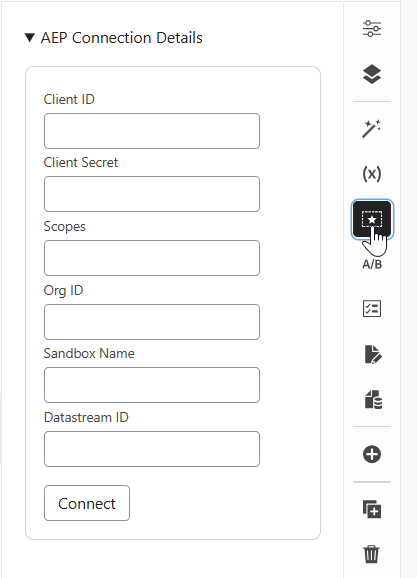 ▼ AEP Connection Details
Client ID
Client Secret
(x)
Scopes
A/B
Org ID
Sandbox Name
Datastream ID
Connect